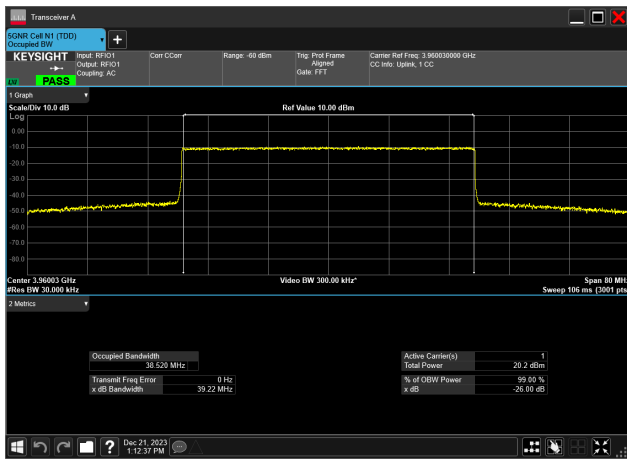 Transceiver A
5GNR Cell N1 (TDD)
Occupied BW
KEYSIGHT
Input: RFIO1
Output: RFIO1
Coupling: AC
Corr CCorr
Range: -60 dBm
Trig: Prot Frame
Aligned
Gate: FFT
Carrier Ref Freq: 3.960030000 GHz
CC Info: Uplink, 1 CC
PASS
1 Graph
Scale/Div 10.0 dB
Ref Value 10.00 dBm
Log
0.00
-10.0
-20.0
-30.0
-40.0
-50.0
-60.0
-70.0
-80.0
Center 3.96003 GHz
Video BW 300.00 kHz*
Span 80 MHz
#Res BW 30.000 kHz
Sweep 106 ms (3001 pts)
2 Metrics
Occupied Bandwidth
38.520 MHz
Transmit Freq Error 0 Hz
x dB Bandwidth 39.22 MHz
Active Carrier(s) 1
Total Power 20.2 dBm
% of OBW Power 99.00 %
x dB -26.00 dB
Dec 21, 2023
1:12:37 PM